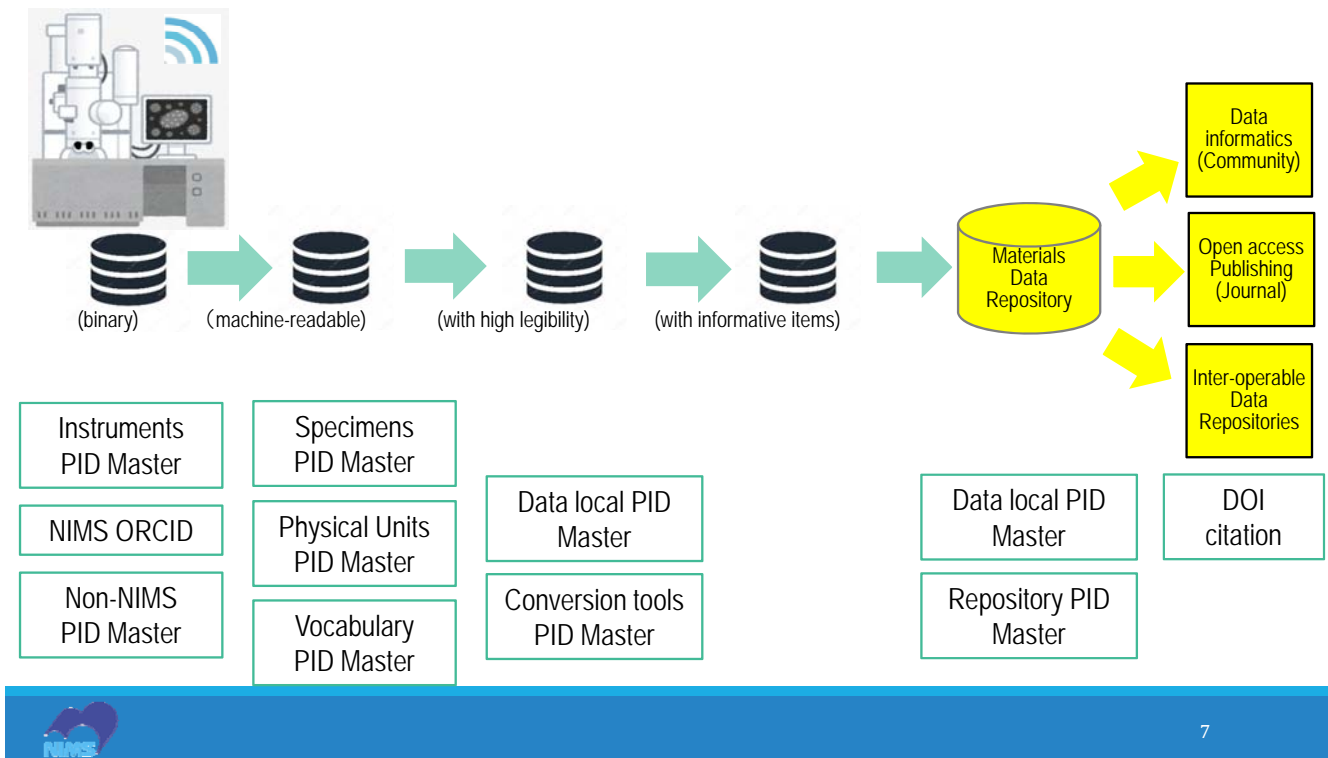 Data
informatics
(Community)
Materials
Data
Repository
Open access
Publishing
(Journal)
(binary)
（machine-readable)
(with high legibility)
(with informative items)
Inter-operable
Data
Repositories
Instruments
PID Master
Specimens
PID Master
Data local PID
Master
Data local PID
Master
DOI
citation
NIMS ORCID
Physical Units
PID Master
Non-NIMS
PID Master
Conversion tools
PID Master
Repository PID
Master
Vocabulary
PID Master
NIMS
7